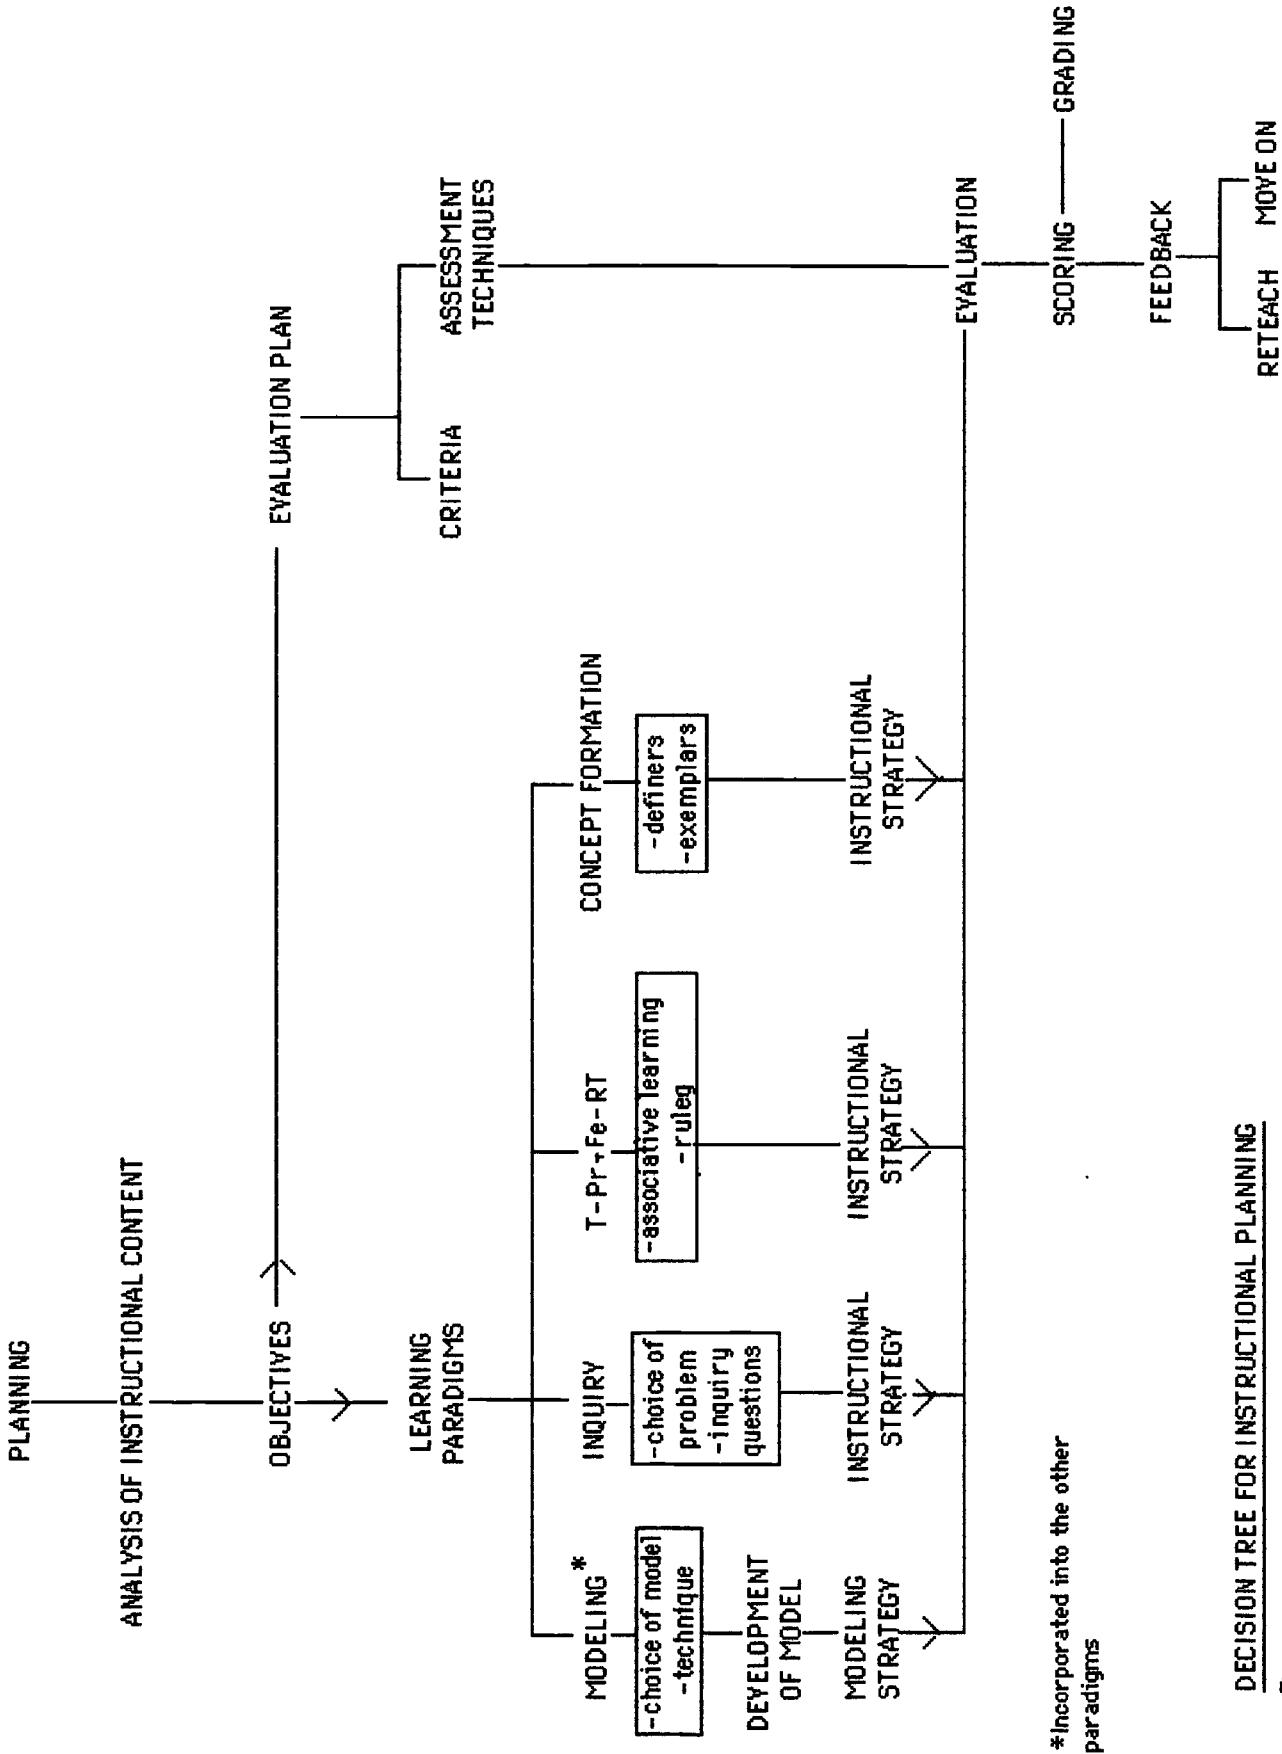 PLANNING
ANALYSIS OF INSTRUCTIONAL CONTENT
OBJECTIVES
EVALUATION PLAN
LEARNING
PARADIGMS
CRITERIA
ASSESSMENT
TECHNIQUES
MODELING*
INQUIRY
T-Pr-Fe-RT
CONCEPT FORMATION
-choice of model
-technique
-choice of
problem
-inquiry
questions
-associative learning
-ruleg
-definers
-exemplars
DEVELOPMENT
OF MODEL
MODELING
STRATEGY
INSTRUCTIONAL
STRATEGY
INSTRUCTIONAL
STRATEGY
INSTRUCTIONAL
STRATEGY
EVALUATION
SCORING
GRADING
FEEDBACK
RETEACH
MOVE ON
*Incorporated into the other
paradigms
DECISION TREE FOR INSTRUCTIONAL PLANNING